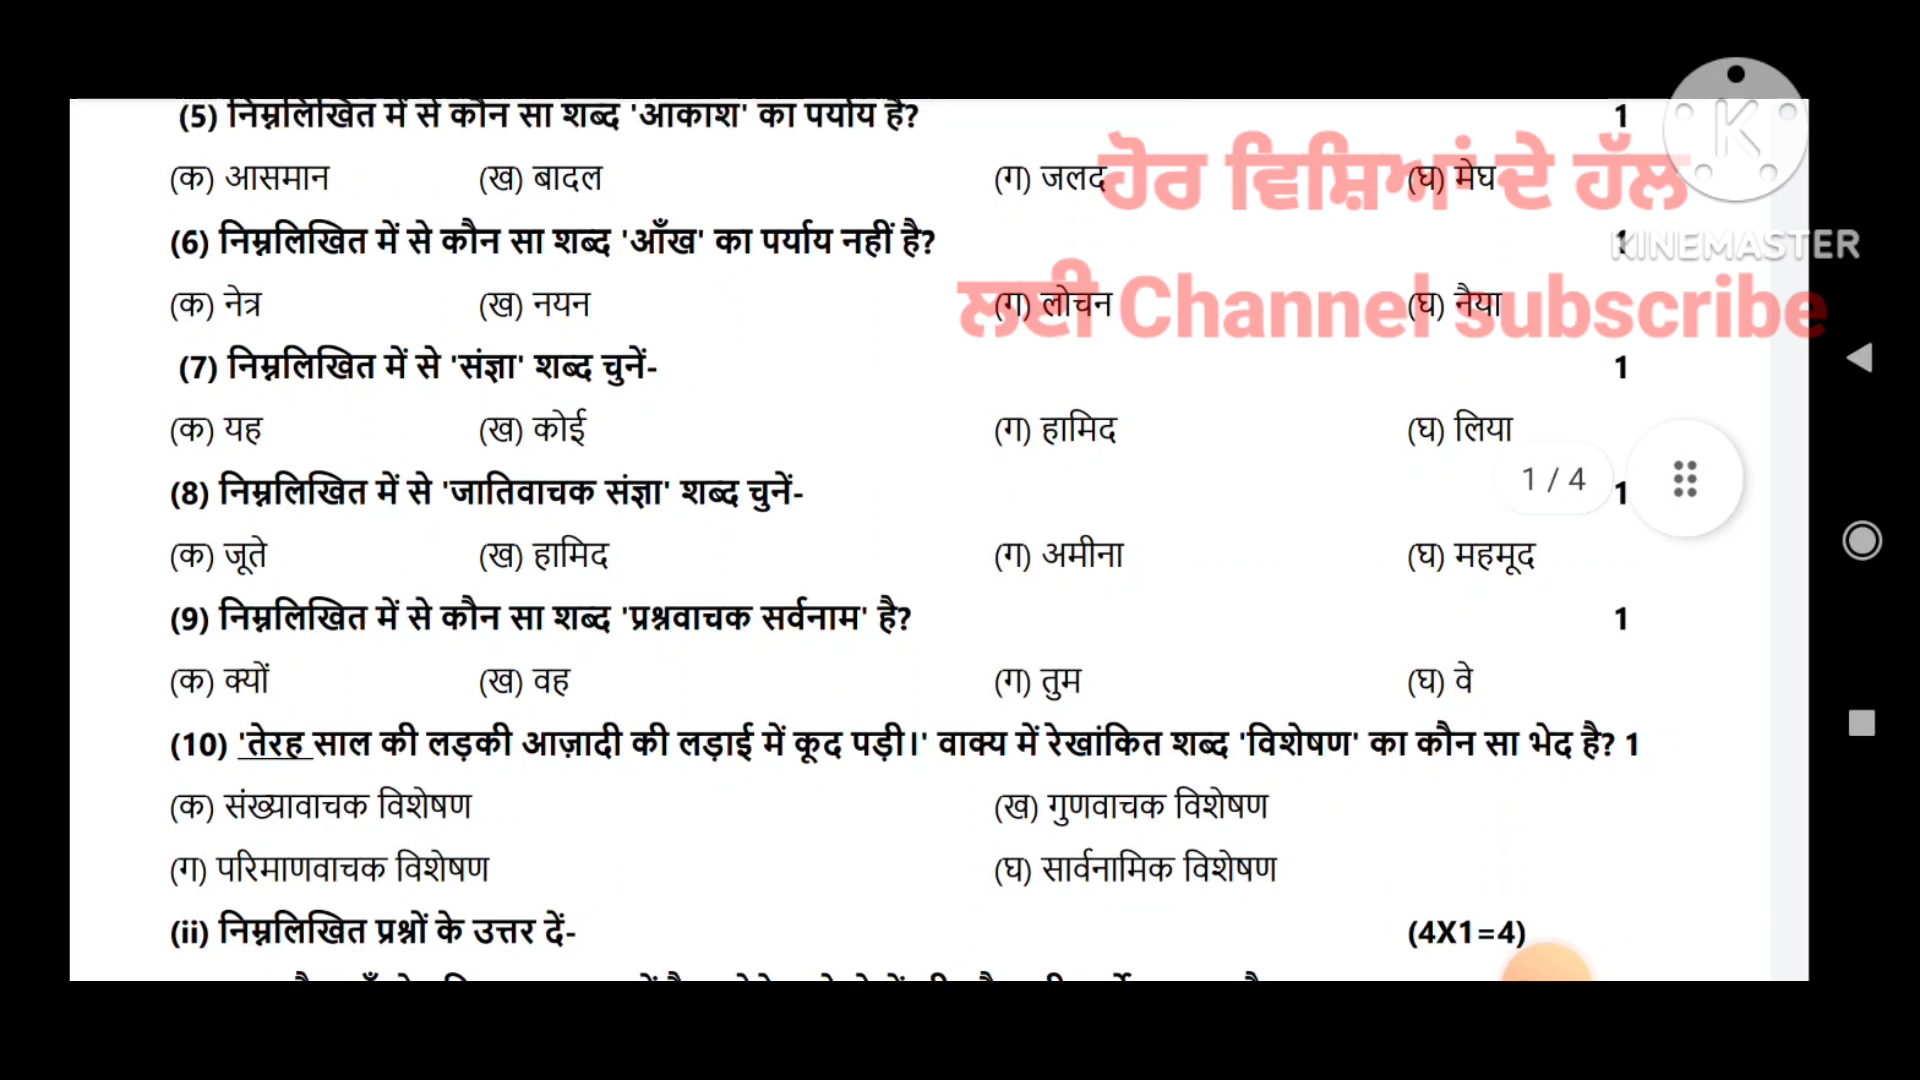 (5) निम्नलिखित में से कौन सा शब्द 'आकाश' का पर्याय है? 1
(क) आसमान (ख) बादल (ग) जलद (घ) मेघ
ਹੋਰ ਵਿਸ਼ਿਆਂ ਦੇ ਹੱਲ
K
KINEMASTER
(6) निम्नलिखित में से कौन सा शब्द 'आँख' का पर्याय नहीं है? 1
(क) नेत्र (ख) नयन (ग) लोचन (घ) नैया
ਲਈ Channel subscribe
(7) निम्नलिखित में से 'संज्ञा' शब्द चुनें- 1
(क) यह (ख) कोई (ग) हामिद (घ) लिया
1 / 4
(8) निम्नलिखित में से 'जातिवाचक संज्ञा' शब्द चुनें- 1
(क) जूते (ख) हामिद (ग) अमीना (घ) महमूद
(9) निम्नलिखित में से कौन सा शब्द 'प्रश्नवाचक सर्वनाम' है? 1
(क) क्यों (ख) वह (ग) तुम (घ) वे
(10) 'तेरह साल की लड़की आज़ादी की लड़ाई में कूद पड़ी।' वाक्य में रेखांकित शब्द 'विशेषण' का कौन सा भेद है? 1
(क) संख्यावाचक विशेषण (ख) गुणवाचक विशेषण
(ग) परिमाणवाचक विशेषण (घ) सार्वनामिक विशेषण
(ii) निम्नलिखित प्रश्नों के उत्तर दें- (4X1=4)